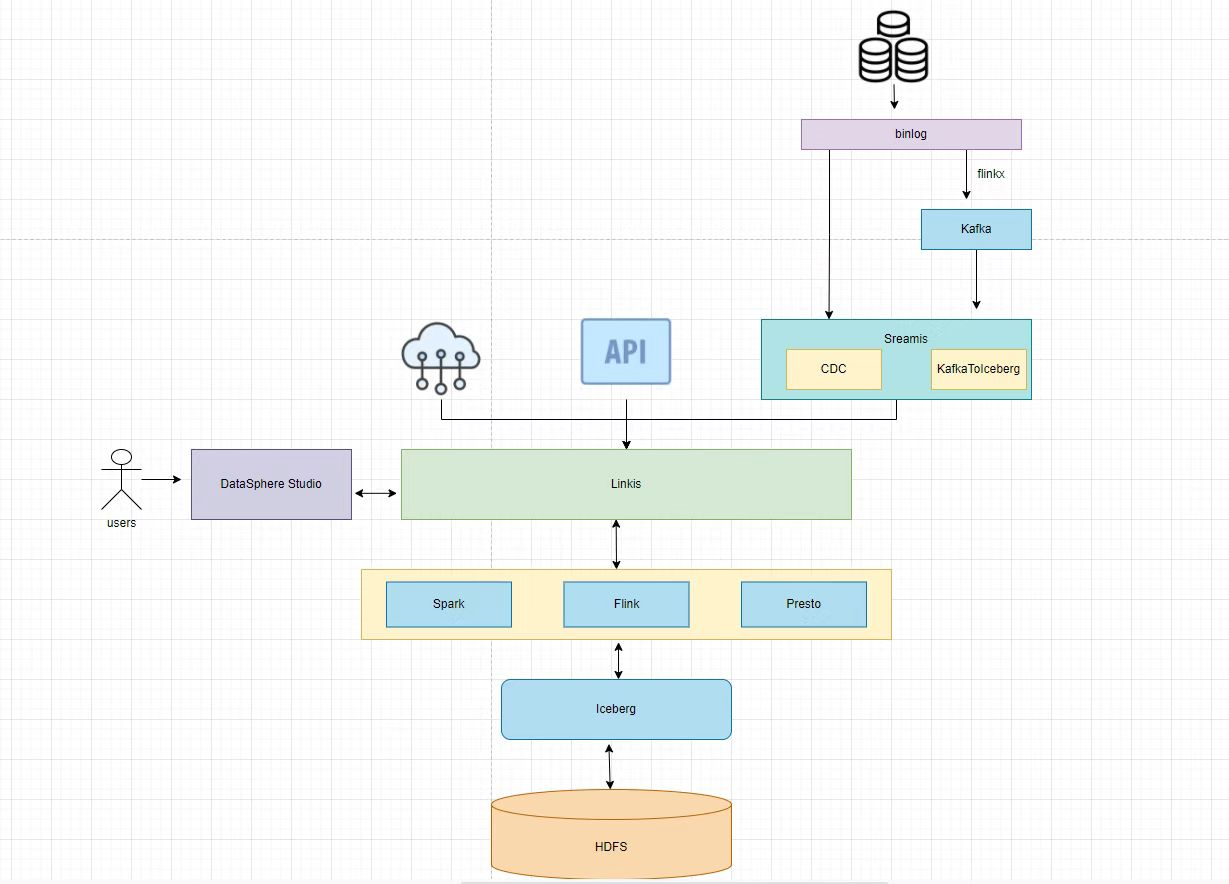 binlog
flinkx
Kafka
Sreamis
CDC
KafkaToIceberg
API
DataSphere Studio
Linkis
users
Spark
Flink
Presto
Iceberg
HDFS